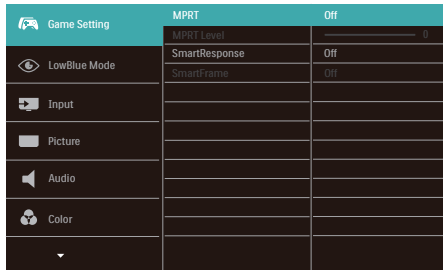 Game Setting
LowBlue Mode
Input
Picture
Audio
Color
MPRT Off
MPRT Level 0
SmartResponse Off
SmartFrame Off